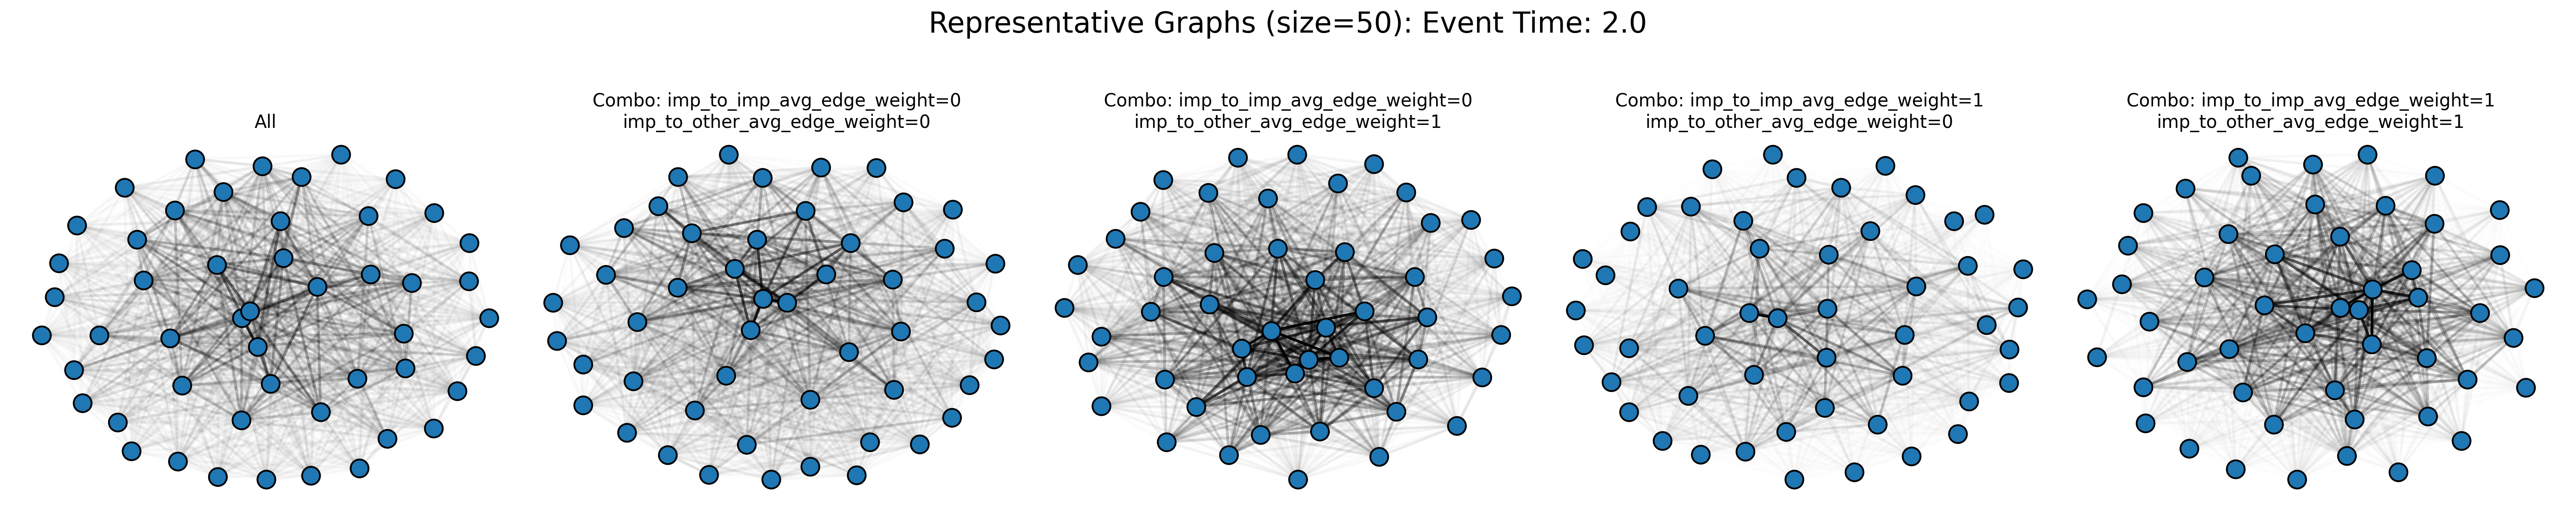 Representative Graphs (size=50): Event Time: 2.0
All
Combo: imp_to_imp_avg_edge_weight=0
imp_to_other_avg_edge_weight=0
Combo: imp_to_imp_avg_edge_weight=0
imp_to_other_avg_edge_weight=1
Combo: imp_to_imp_avg_edge_weight=1
imp_to_other_avg_edge_weight=0
Combo: imp_to_imp_avg_edge_weight=1
imp_to_other_avg_edge_weight=1